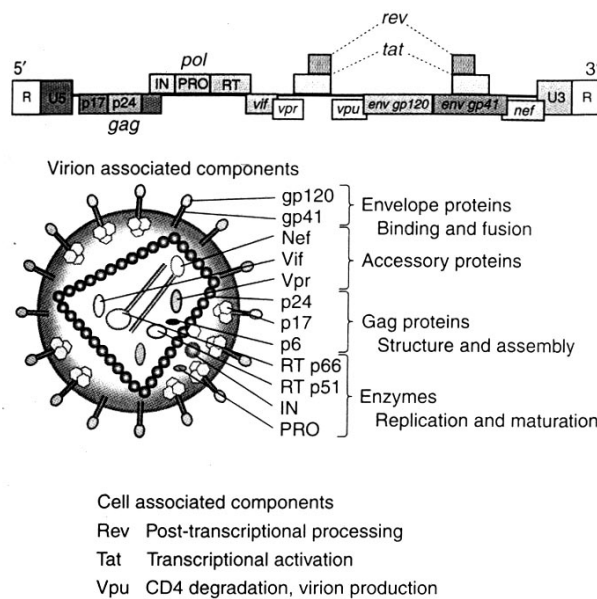 rev
pol
tat
5′
3′
R
U5
p17
p24
gag
IN
PRO
RT
vif
vpr
vpu
env gp120
env gp41
nef
U3
R
Virion associated components
gp120
gp41
Envelope proteins
Binding and fusion
Nef
Vif
Vpr
Accessory proteins
p24
p17
p6
Gag proteins
Structure and assembly
RT p66
RT p51
IN
PRO
Enzymes
Replication and maturation
Cell associated components
Rev Post-transcriptional processing
Tat Transcriptional activation
Vpu CD4 degradation, virion production